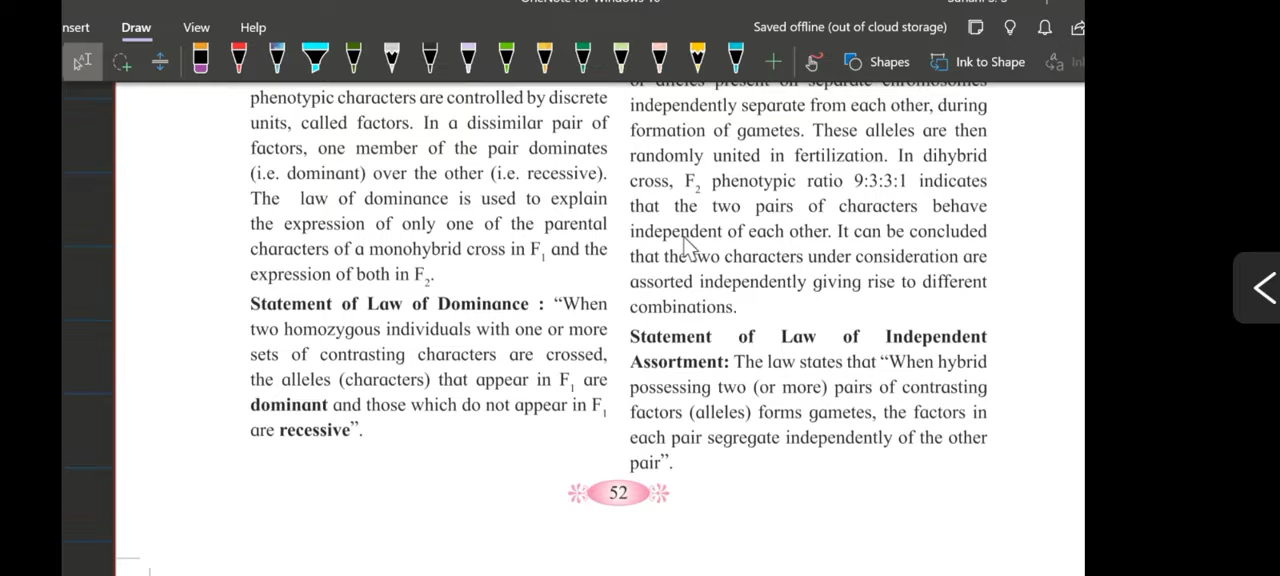 nsert Draw View Help
Saved offline (out of cloud storage)
Shapes
Ink to Shape
phenotypic characters are controlled by discrete
units, called factors. In a dissimilar pair of
factors, one member of the pair dominates
(i.e. dominant) over the other (i.e. recessive).
The law of dominance is used to explain
the expression of only one of the parental
characters of a monohybrid cross in F₁ and the
expression of both in F₂.
Statement of Law of Dominance : “When
two homozygous individuals with one or more
sets of contrasting characters are crossed,
the alleles (characters) that appear in F₁ are
dominant and those which do not appear in F₁
are recessive”.
of alleles present on separate chromosomes
independently separate from each other, during
formation of gametes. These alleles are then
randomly united in fertilization. In dihybrid
cross, F₂ phenotypic ratio 9:3:3:1 indicates
that the two pairs of characters behave
independent of each other. It can be concluded
that the two characters under consideration are
assorted independently giving rise to different
combinations.
Statement of Law of Independent
Assortment: The law states that “When hybrid
possessing two (or more) pairs of contrasting
factors (alleles) forms gametes, the factors in
each pair segregate independently of the other
pair”.
52